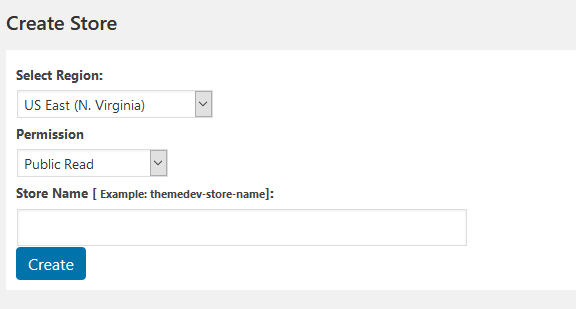 Create Store
Select Region:
US East (N. Virginia)
Permission
Public Read
Store Name [ Example: themedev-store-name]:
Create